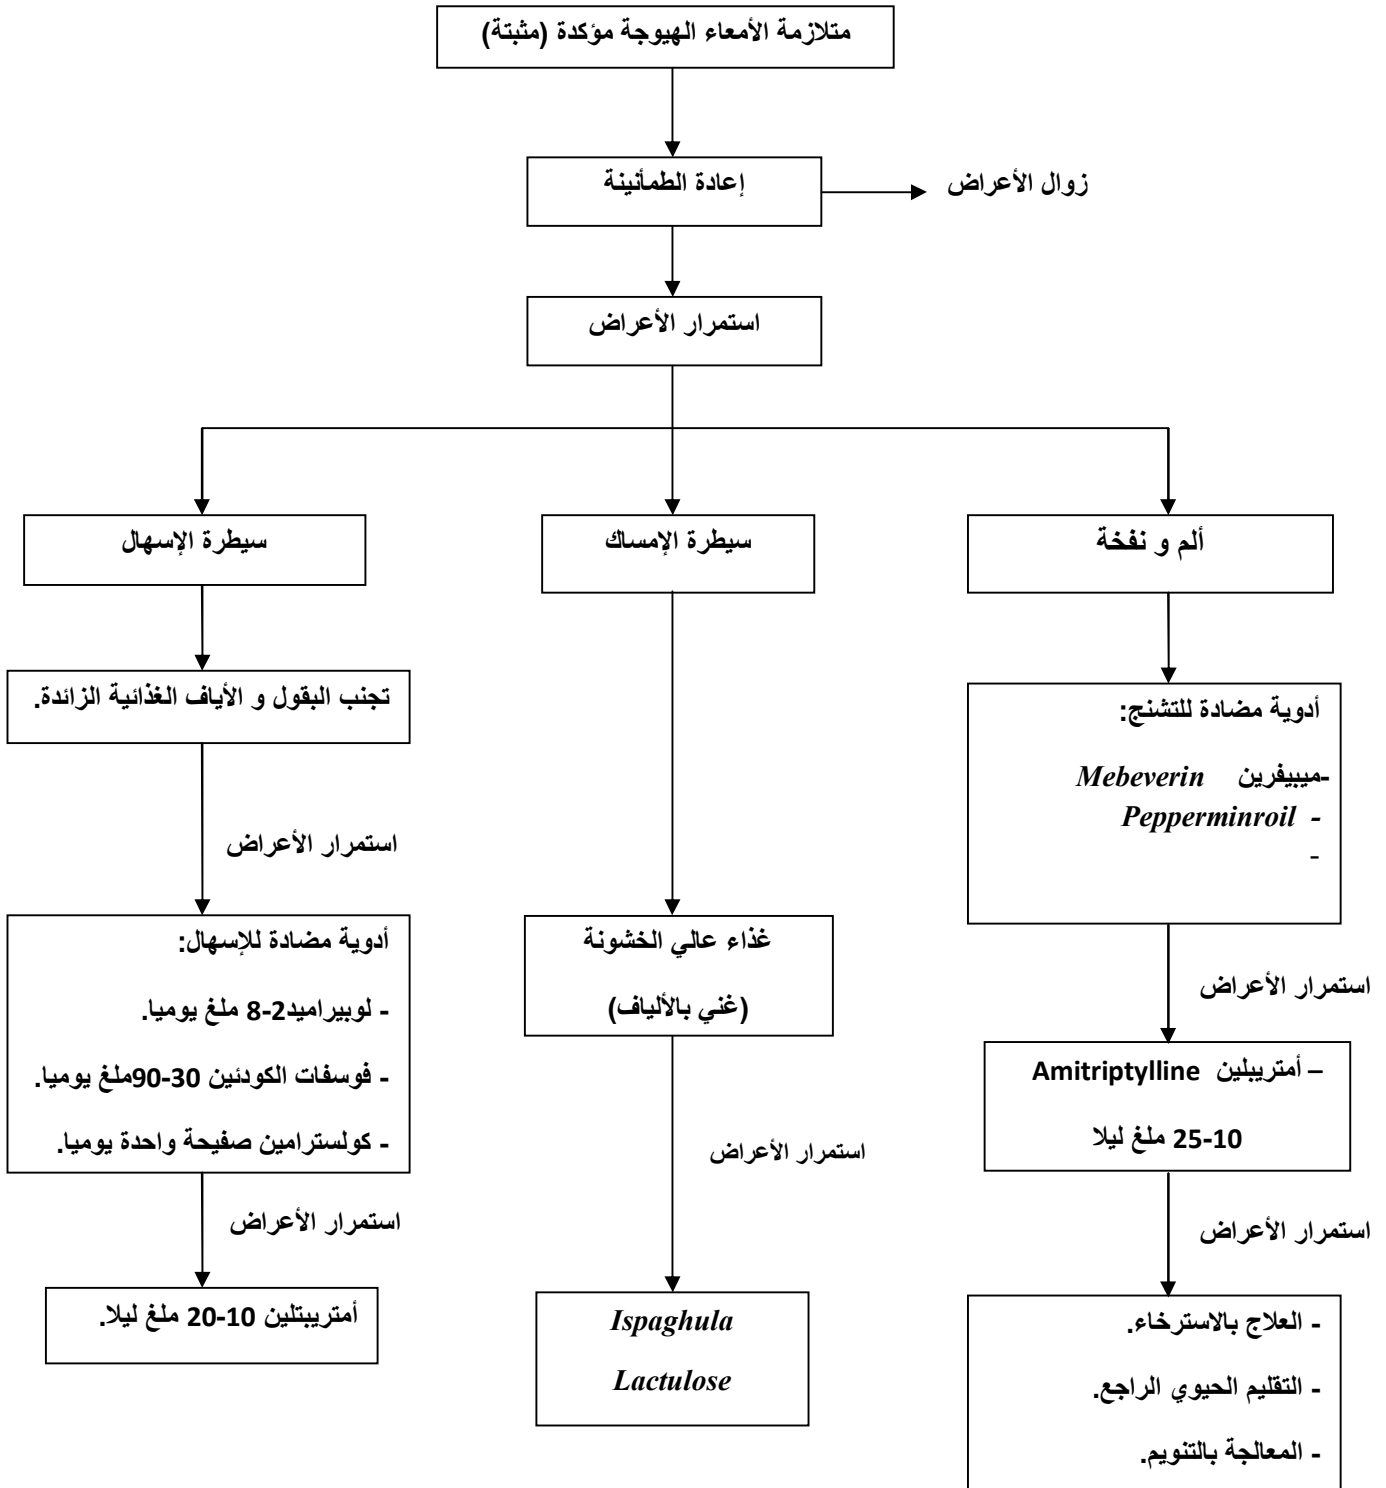 متلازمة الأمعاء الهيوجة مؤكدة (مثبتة)
إعادة الطمأنينة
زوال الأعراض
استمرار الأعراض
ألم و نفخة
سيطرة الإمساك
سيطرة الإسهال
أدوية مضادة للتشنج:
-ميبيفرين Mebeverin
- Pepperminroil
-
استمرار الأعراض
– أمتريبلين Amitriptylline
10-25 ملغ ليلا
استمرار الأعراض
- العلاج بالاسترخاء.
- التقليم الحيوي الراجع.
- المعالجة بالتنويم.
غذاء عالي الخشونة
(غني بالألياف)
استمرار الأعراض
Ispaghula
Lactulose
تجنب البقول و الأياف الغذائية الزائدة.
استمرار الأعراض
أدوية مضادة للإسهال:
- لوبيراميد2-8 ملغ يوميا.
- فوسفات الكودئين 30-90ملغ يوميا.
- كولسترامين صفيحة واحدة يوميا.
استمرار الأعراض
أمتريبتلين 10-20 ملغ ليلا.